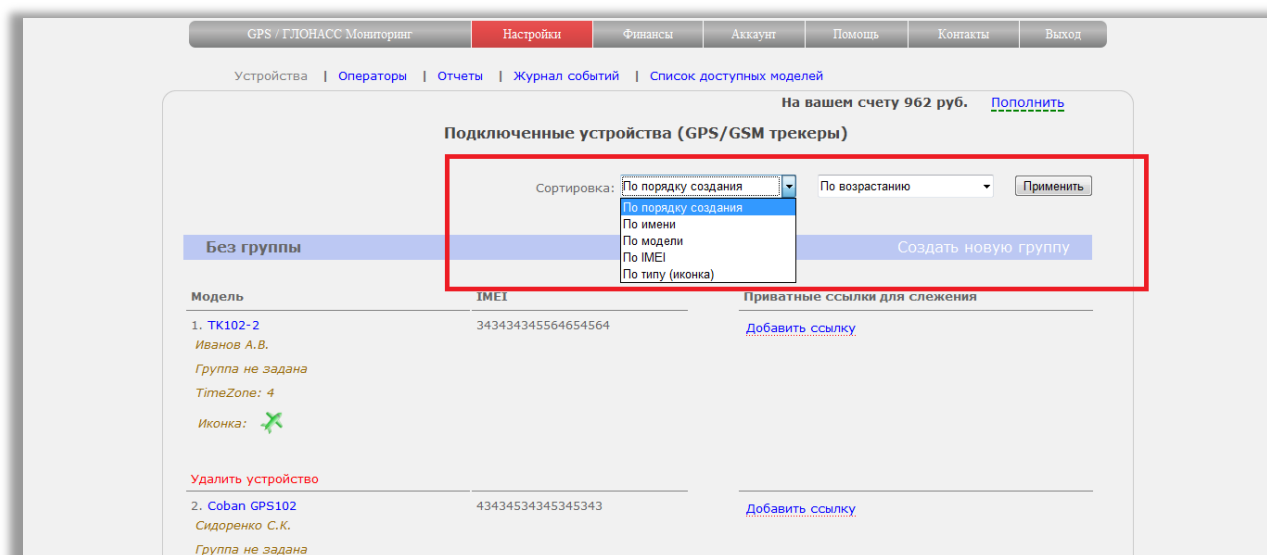 GPS / ГЛОНАСС Мониторинг Настройки Финансы Аккаунт Помощь Контакты Выход
Устройства | Операторы | Отчеты | Журнал событий | Список доступных моделей
На вашем счету 962 руб. Пополнить
Подключенные устройства (GPS/GSM трекеры)
Сортировка: По порядку создания По возрастанию Применить
По порядку создания
По имени
По модели
По IMEI
По типу (иконка)
Без группы Создать новую группу
Модель IMEI Приватные ссылки для слежения
1. TK102-2 343434345564654564 Добавить ссылку
Иванов А.В.
Группа не задана
TimeZone: 4
Иконка:
Удалить устройство
2. Coban GPS102 43434534345345343 Добавить ссылку
Сидоренко С.К.
Группа не задана